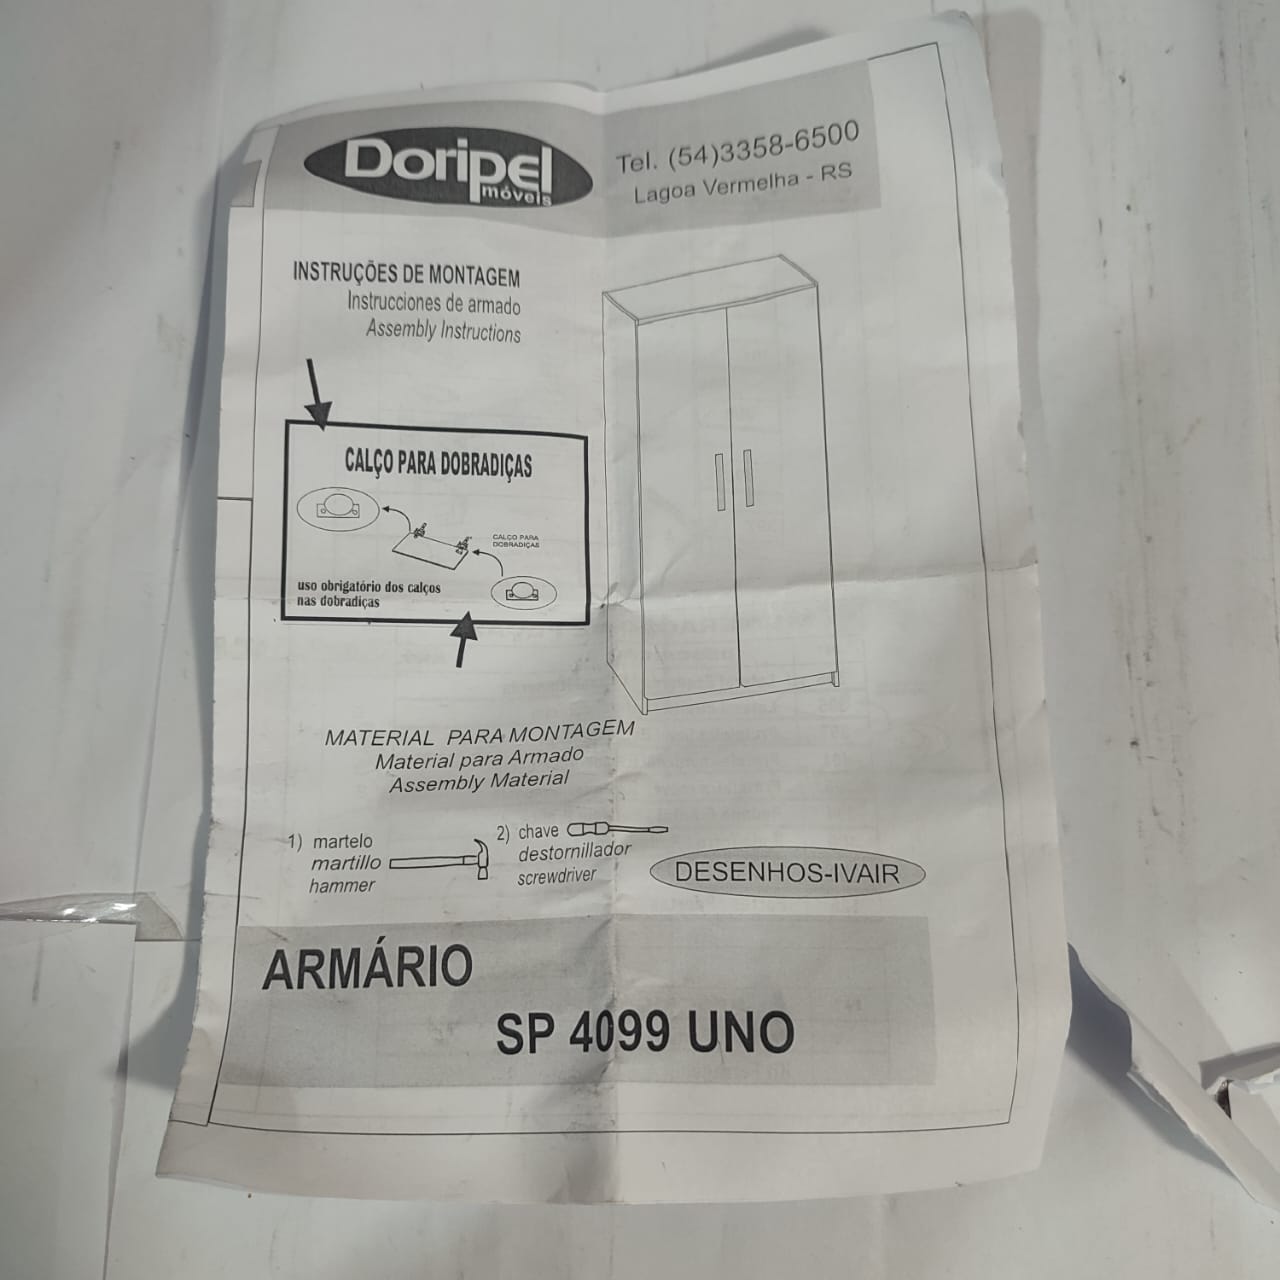 Doripel
móveis
Tel. (54)3358-6500
Lagoa Vermelha - RS
INSTRUÇÕES DE MONTAGEM
Instrucciones de armado
Assembly Instructions
CALÇO PARA DOBRADIÇAS
CALÇO PARA
DOBRADIÇAS
uso obrigatório dos calços
nas dobradiças
MATERIAL PARA MONTAGEM
Material para Armado
Assembly Material
1) martelo
martillo
hammer
2) chave
destornillador
screwdriver
DESENHOS-IVAIR
ARMÁRIO
SP 4099 UNO